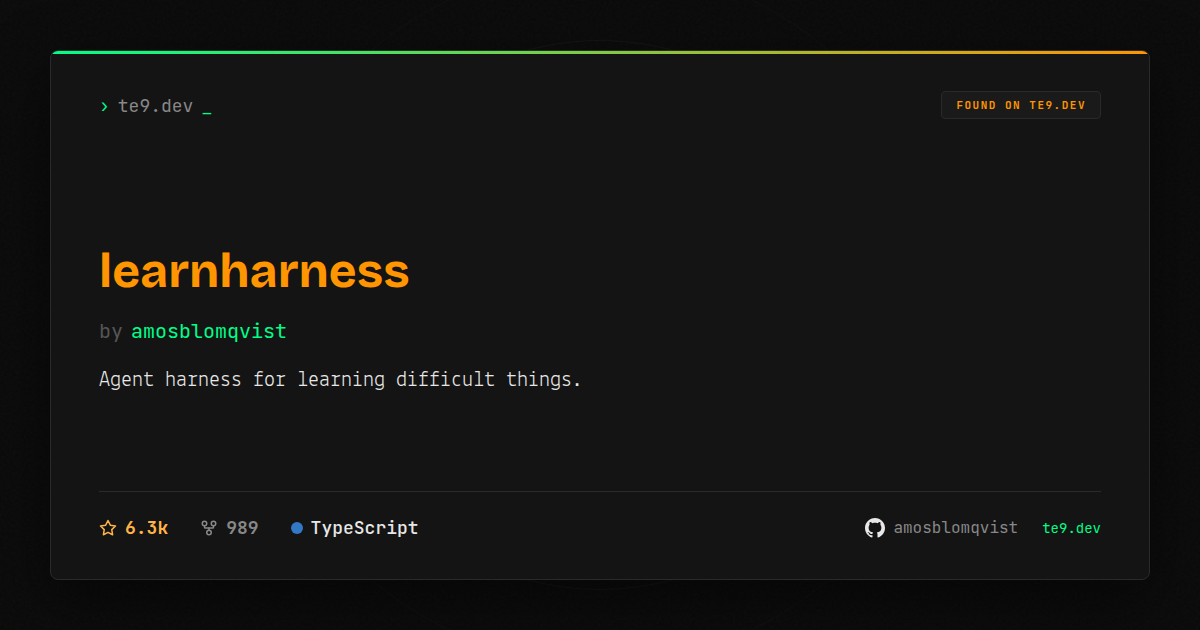 › te9.dev _
FOUND ON TE9.DEV
learnharness
by amosblomqvist
Agent harness for learning difficult things.
6.3k 989 TypeScript
amosblomqvist te9.dev